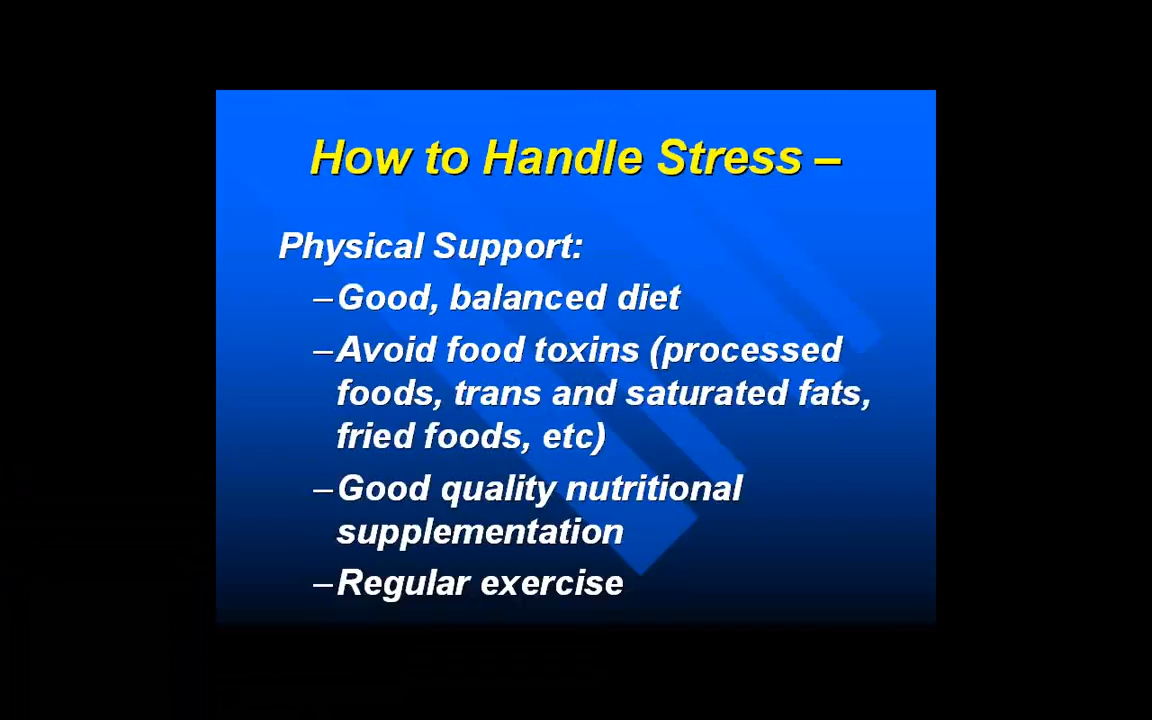 How to Handle Stress –
Physical Support:
–Good, balanced diet
–Avoid food toxins (processed
foods, trans and saturated fats,
fried foods, etc)
–Good quality nutritional
supplementation
–Regular exercise